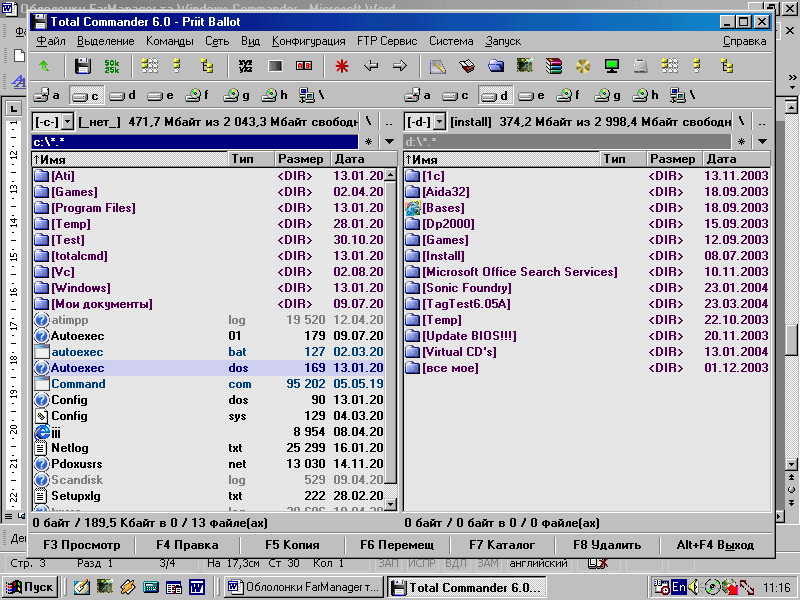 Оболонки FarManager та Windows Commander - Microsoft Word
Total Commander 6.0 - Priit Ballot
Файл Выделение Команды Сеть Вид Конфигурация FTP Сервис Система Запуск Справка
a c d e f g h \ a c d e f g h \
[-c-] [_нет_] 471,7 Мбайт из 2 043,3 Мбайт свободн \ .. [-d-] [install] 374,2 Мбайт из 2 998,4 Мбайт свободн \ ..
c:\*.* * d:\*.* *
↑Имя Тип Размер Дата ↑Имя Тип Размер Дата
[Ati] <DIR> 13.01.20 [1c] <DIR> 13.11.2003
[Games] <DIR> 02.04.20 [Aida32] <DIR> 18.09.2003
[Program Files] <DIR> 13.01.20 [Bases] <DIR> 18.09.2003
[Temp] <DIR> 28.01.20 [Dp2000] <DIR> 15.09.2003
[Test] <DIR> 30.10.20 [Games] <DIR> 12.09.2003
[totalcmd] <DIR> 13.01.20 [Install] <DIR> 08.07.2003
[Vc] <DIR> 02.08.20 [Microsoft Office Search Services] <DIR> 10.11.2003
[Windows] <DIR> 13.01.20 [Sonic Foundry] <DIR> 23.01.2004
[Мои документы] <DIR> 09.07.20 [TagTest6.05A] <DIR> 23.03.2004
atimpp log 19 520 12.04.20 [Temp] <DIR> 22.10.2003
Autoexec 01 179 09.07.20 [Update BIOS!!!] <DIR> 20.11.2003
autoexec bat 127 02.03.20 [Virtual CD's] <DIR> 13.01.2004
Autoexec dos 169 13.01.20 [все мое] <DIR> 01.12.2003
Command com 95 202 05.05.19
Config dos 90 13.01.20
Config sys 129 04.03.20
iii 8 954 08.04.20
Netlog txt 25 299 16.01.20
Pdoxusrs net 13 030 14.11.20
Scandisk log 529 09.04.20
Setupxlg txt 222 28.02.20
0 байт / 189,5 Кбайт в 0 / 13 файле(ах) 0 байт / 0 байт в 0 / 0 файле(ах)
F3 Просмотр F4 Правка F5 Копия F6 Перемещ F7 Каталог F8 Удалить Alt+F4 Выход
Стр. 3 Разд 1 3/4 На 17,3см Ст 30 Кол 1 ЗАП ИСПР ВДЛ ЗАМ английский
Пуск Обололонки FarManager т... Total Commander 6.0... En 11:16